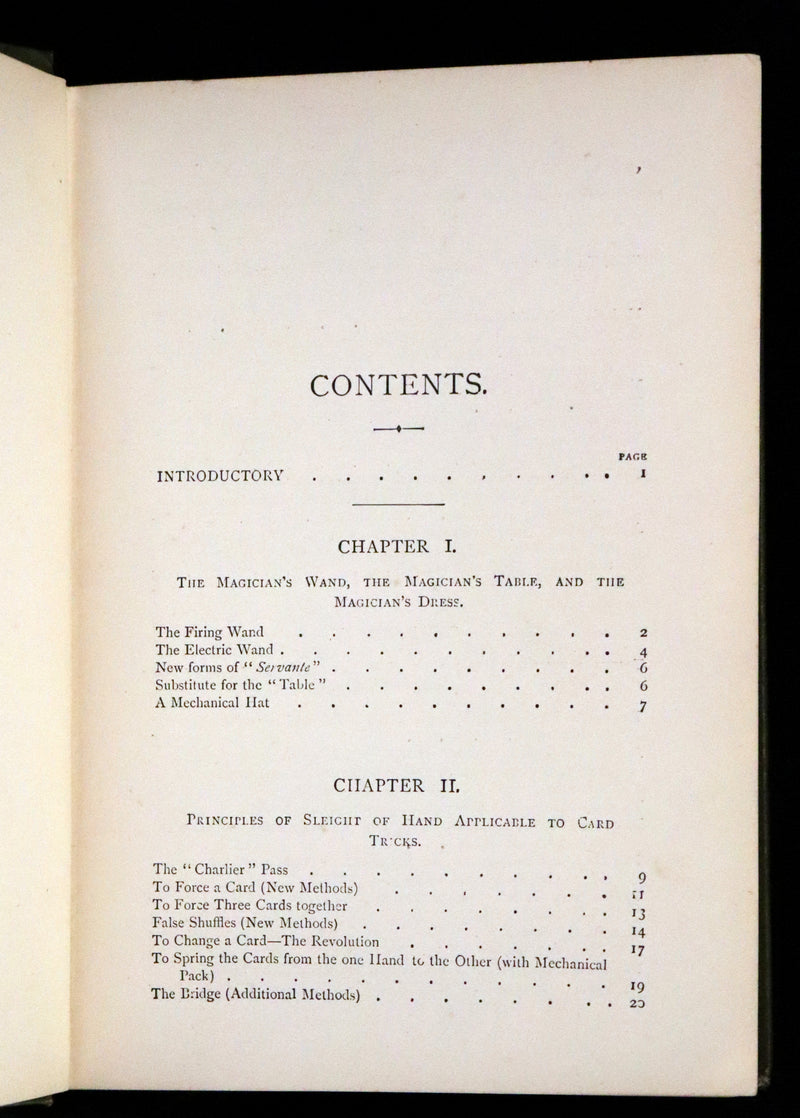 CONTENTS.
PAGE
INTRODUCTORY . . . . . . . . . . 1
CHAPTER I.
The Magician's Wand, the Magician's Table, and the
Magician's Dress.
The Firing Wand . . . . . . . . . . 2
The Electric Wand . . . . . . . . . . . 4
New forms of "Servante" . . . . . . . . . 6
Substitute for the "Table" . . . . . . . . . 6
A Mechanical Hat . . . . . . . . . . 7
CHAPTER II.
Principles of Sleight of Hand Applicable to Card
Tricks.
The "Charlier" Pass . . . . . . . . . . 9
To Force a Card (New Methods) . . . . . . . 11
To Force Three Cards together . . . . . . . . 13
False Shuffles (New Methods) . . . . . . . . 14
To Change a Card—The Revolution . . . . . . . 17
To Spring the Cards from the one Hand to the Other (with Mechanical
Pack) . . . . . . . . . . . . 19
The Bridge (Additional Methods) . . . . . . . . 20